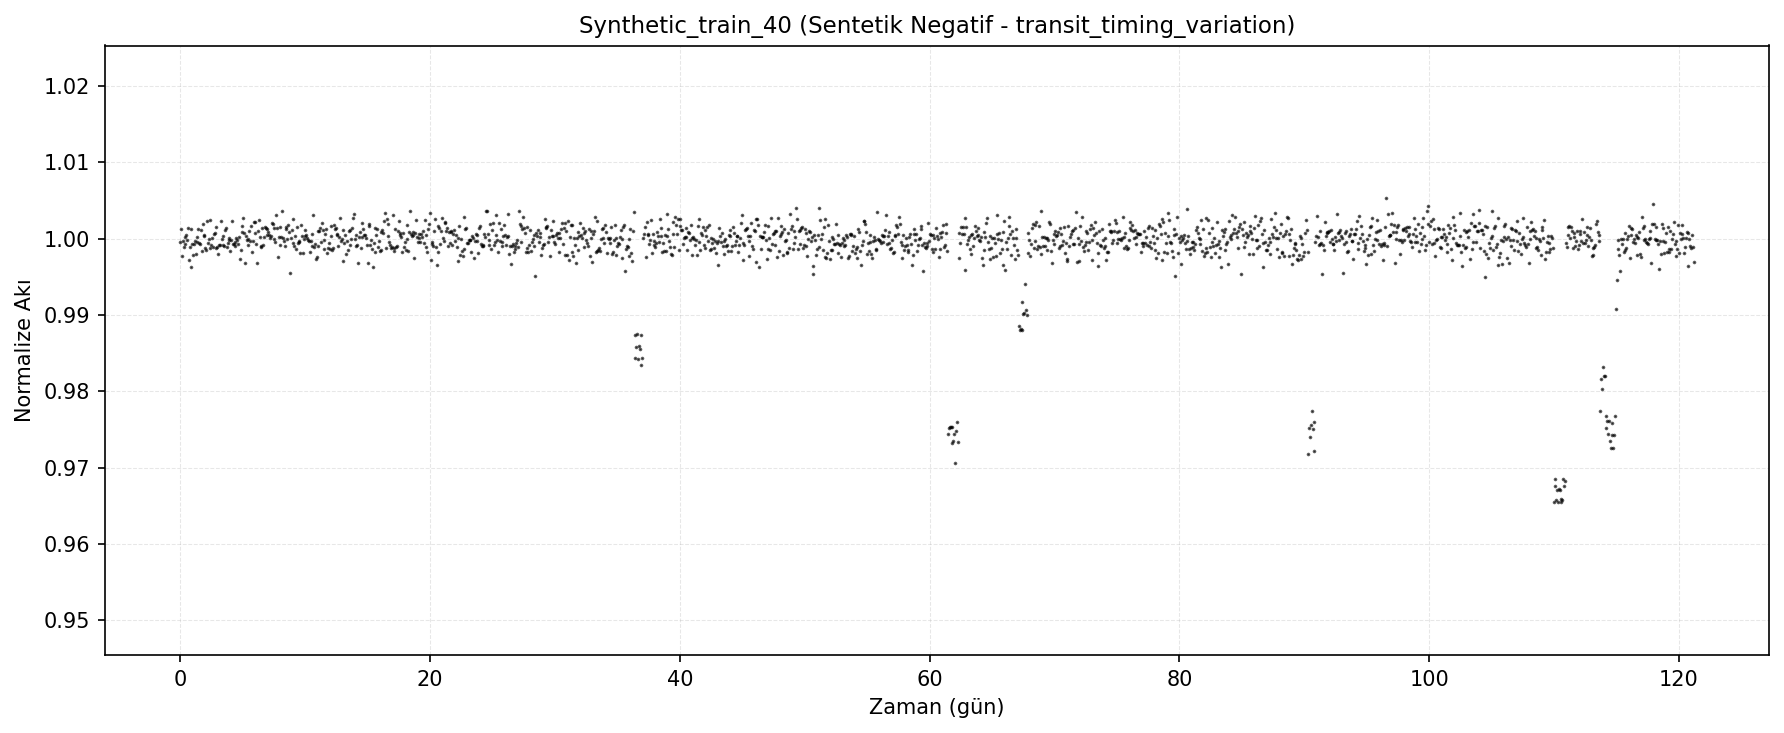 Synthetic_train_40 (Sentetik Negatif - transit_timing_variation)
1.02
1.01
1.00
0.99
0.98
0.97
0.96
0.95
Normalize Akı
0 20 40 60 80 100 120
Zaman (gün)